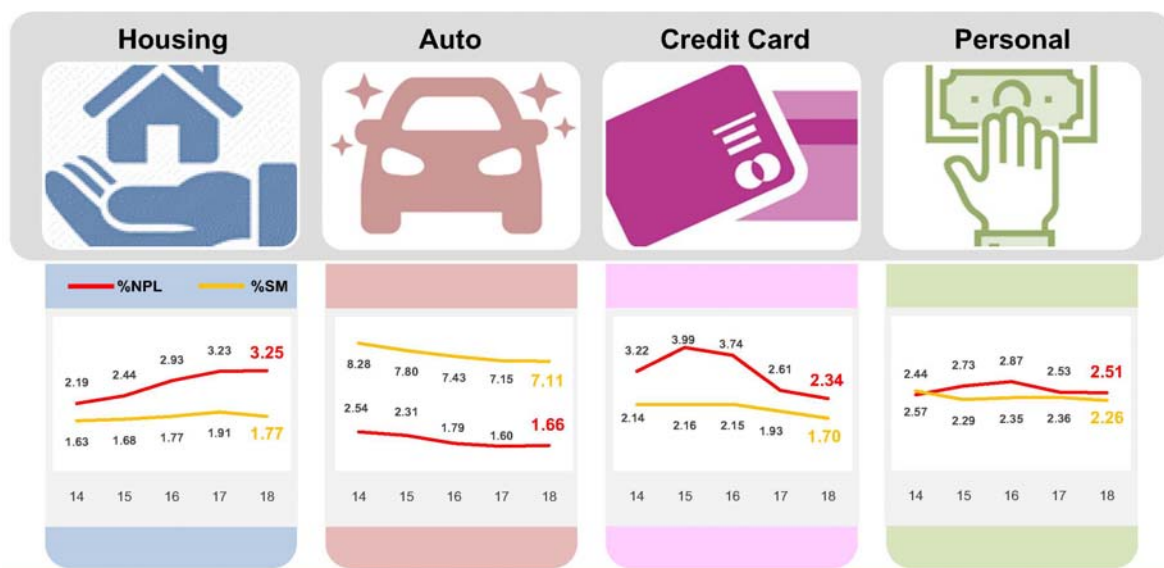 Housing
Auto
Credit Card
Personal
%NPL %SM
2.19 2.44 2.93 3.23 3.25
1.63 1.68 1.77 1.91 1.77
14 15 16 17 18
8.28 7.80 7.43 7.15 7.11
2.54 2.31 1.79 1.60 1.66
14 15 16 17 18
3.22 3.99 3.74 2.61 2.34
2.14 2.16 2.15 1.93 1.70
14 15 16 17 18
2.44 2.73 2.87 2.53 2.51
2.57 2.29 2.35 2.36 2.26
14 15 16 17 18